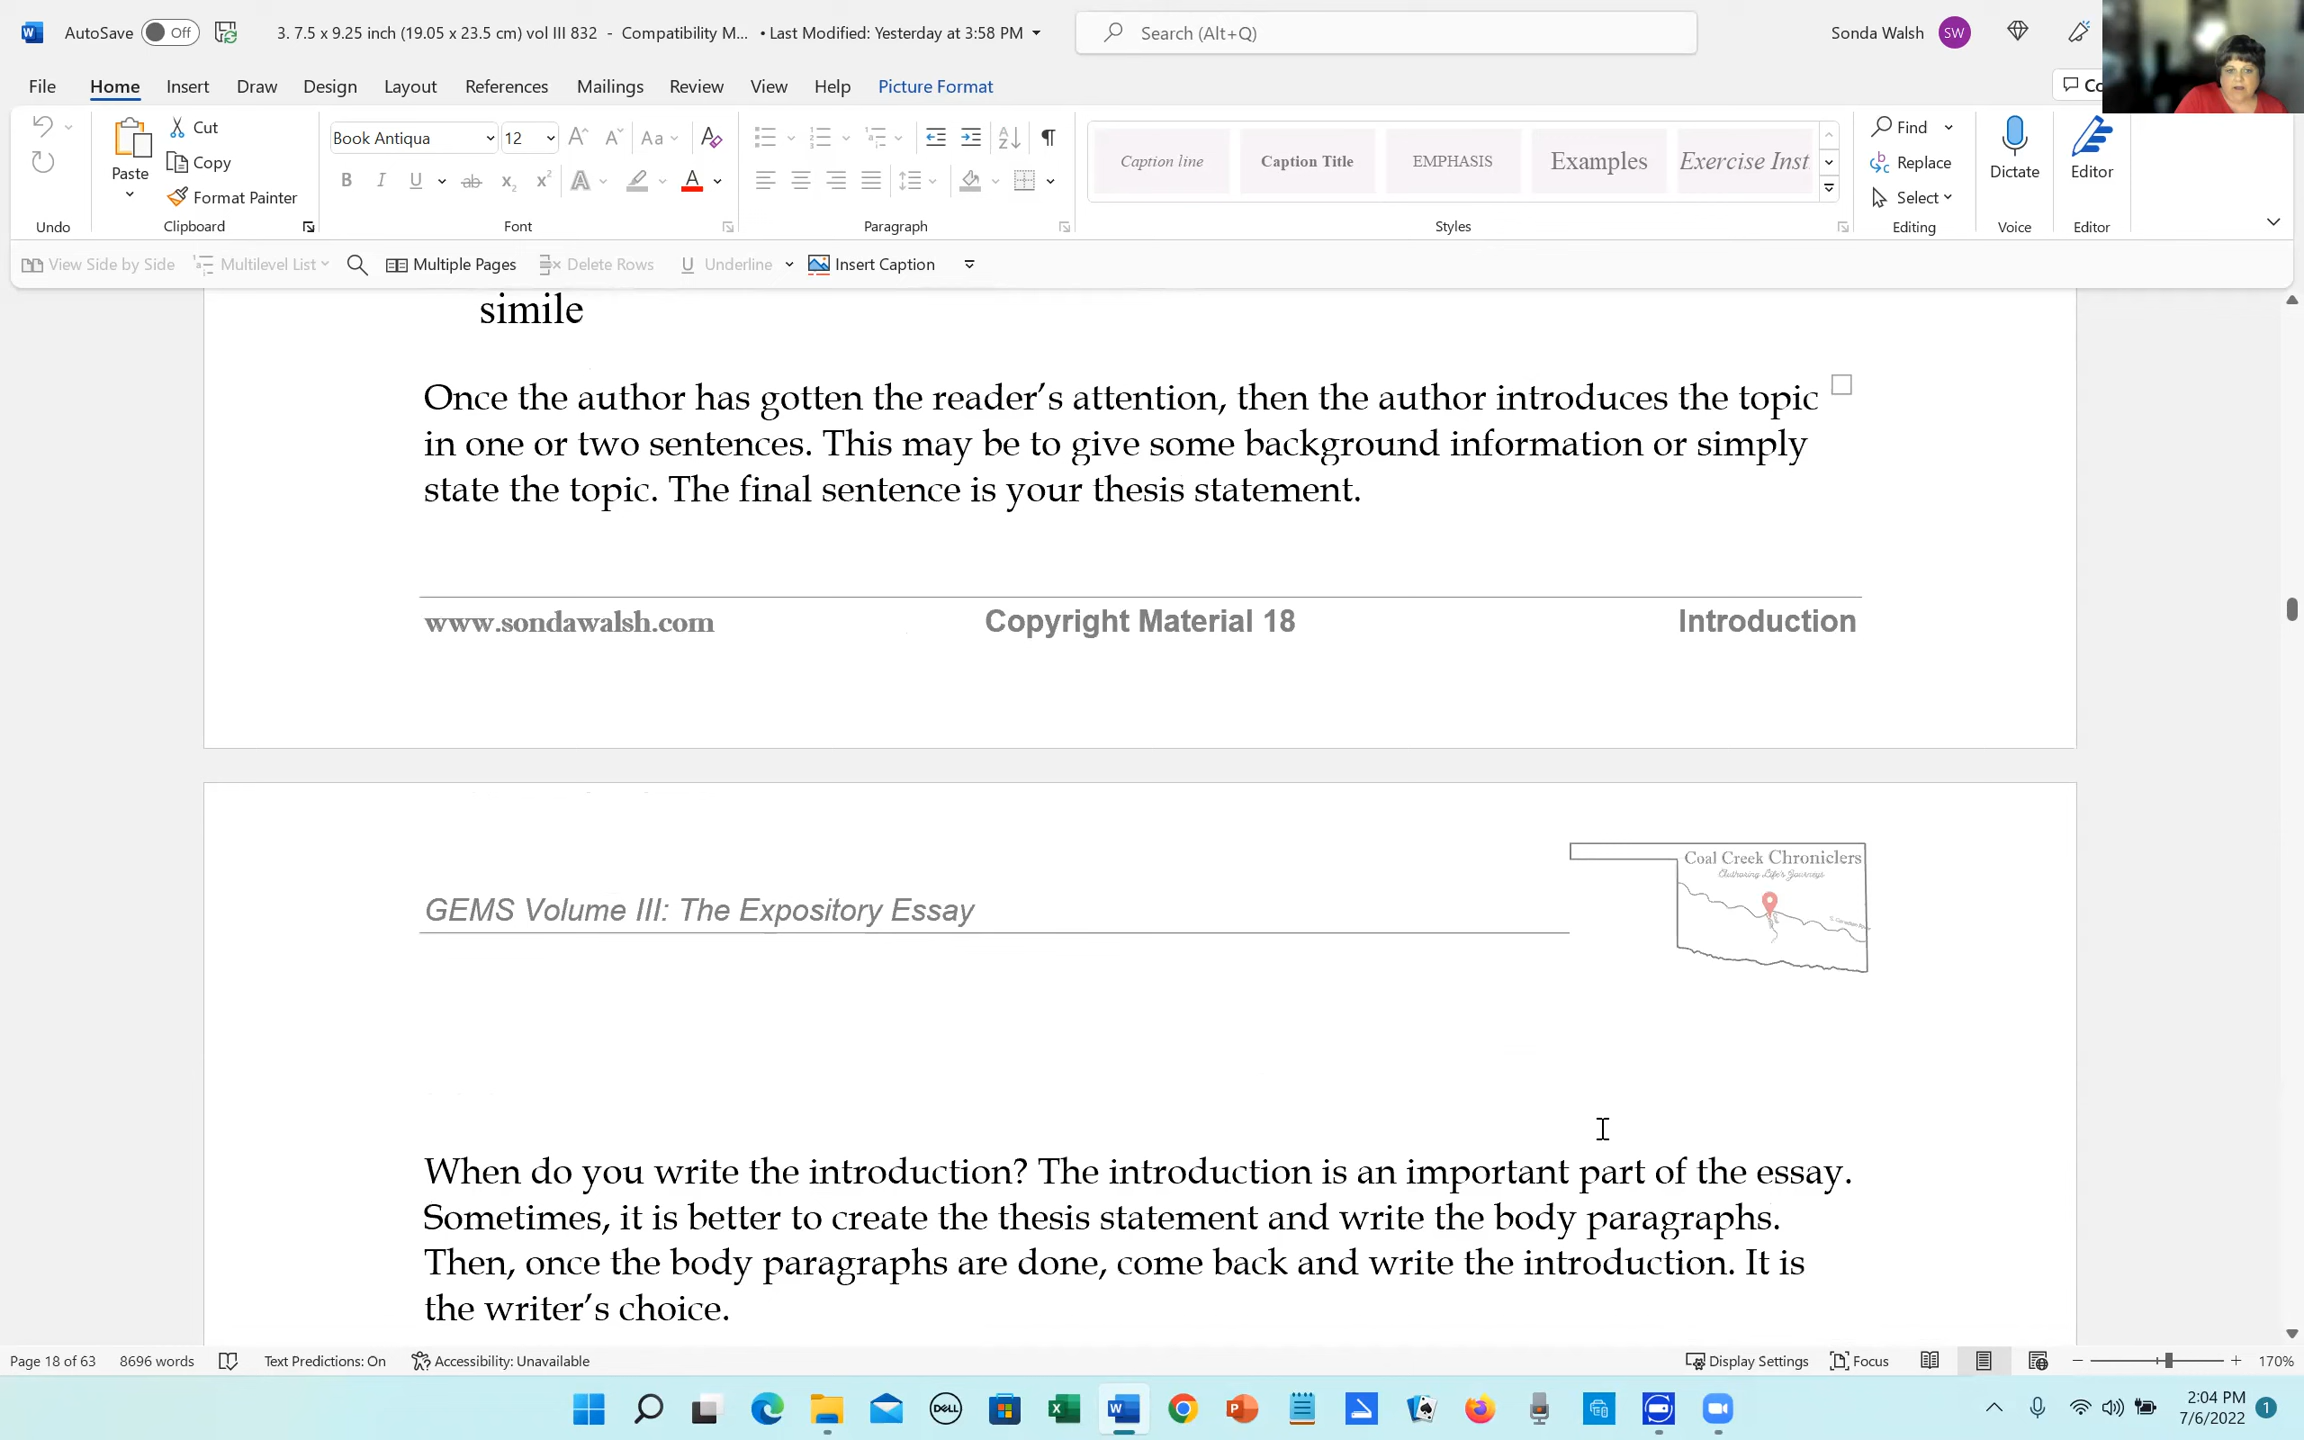 AutoSave Off 3. 7.5 x 9.25 inch (19.05 x 23.5 cm) vol III 832 - Compatibility M... • Last Modified: Yesterday at 3:58 PM Search (Alt+Q) Sonda Walsh SW
File Home Insert Draw Design Layout References Mailings Review View Help Picture Format Co
Paste Cut
Copy
Format Painter
Book Antiqua 12 Aa
B I U ab x₂ x² A A
Caption line Caption Title EMPHASIS Examples Exercise Inst
Find
Replace
Select
Dictate Editor
Undo Clipboard Font Paragraph Styles Editing Voice Editor
View Side by Side Multilevel List Multiple Pages Delete Rows U Underline Insert Caption
simile
Once the author has gotten the reader's attention, then the author introduces the topic
in one or two sentences. This may be to give some background information or simply
state the topic. The final sentence is your thesis statement.
www.sondawalsh.com Copyright Material 18 Introduction
GEMS Volume III: The Expository Essay
Coal Creek Chroniclers
Authoring Life's Journeys
When do you write the introduction? The introduction is an important part of the essay.
Sometimes, it is better to create the thesis statement and write the body paragraphs.
Then, once the body paragraphs are done, come back and write the introduction. It is
the writer's choice.
Page 18 of 63 8696 words Text Predictions: On Accessibility: Unavailable Display Settings Focus 170%
DELL
2:04 PM
7/6/2022
1